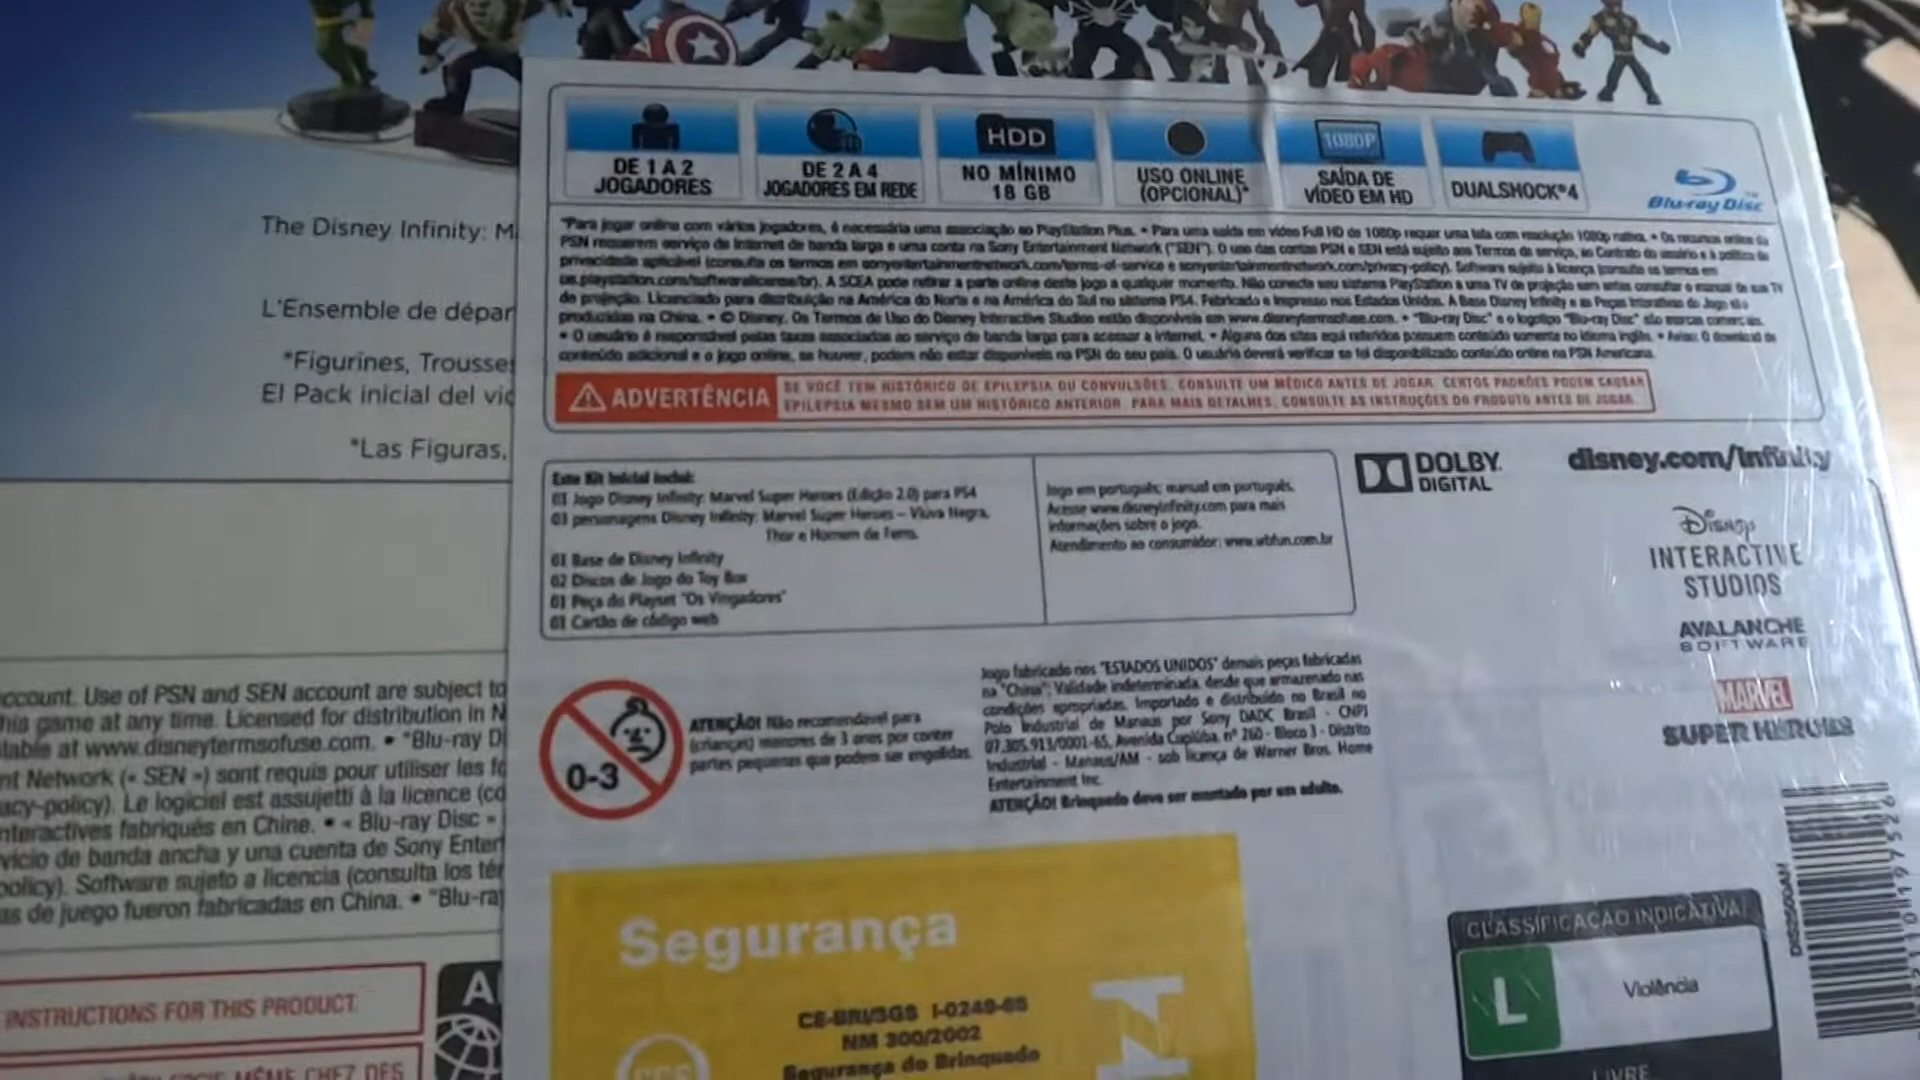 The Disney Infinity: M
L'Ensemble de dépar
*Figurines, Trousse
El Pack inicial del vid
*Las Figuras,
DE 1 A 2
JOGADORES
DE 2 A 4
JOGADORES EM REDE
HDD
NO MÍNIMO
18 GB
USO ONLINE
(OPCIONAL)*
1080P
SAÍDA DE
VÍDEO EM HD
DUALSHOCK®4
Blu-ray Disc™
*Para jogar online com vários jogadores, é necessária uma associação ao PlayStation Plus. • Para uma saída em vídeo Full HD de 1080p requer uma tela com resolução 1080p nativa. • Os recursos online da
PSN requerem serviço de Internet de banda larga e uma conta na Sony Entertainment Network ("SEN"). O uso das contas PSN e SEN está sujeito aos Termos de serviço, ao Contrato do usuário e à política de
privacidade aplicável (consulte os termos em sonyentertainmentnetwork.com/terms-of-service e sonyentertainmentnetwork.com/privacy-policy). Software sujeito à licença (consulte os termos em
us.playstation.com/softwarelicense/br). A SCEA pode retirar a parte online deste jogo a qualquer momento. Não conecte seu sistema PlayStation a uma TV de projeção sem antes consultar o manual de sua TV
de projeção. Licenciado para distribuição na América do Norte e na América do Sul no sistema PS4. Fabricado e impresso nos Estados Unidos. A Base Disney Infinity e as Peças Interativas do Jogo são
produzidas na China. • © Disney. Os Termos de Uso do Disney Interactive Studios estão disponíveis em www.disneytermsofuse.com. • "Blu-ray Disc" e o logotipo "Blu-ray Disc" são marcas comerciais.
• O usuário é responsável pelas taxas associadas ao serviço de banda larga para acessar a internet. • Alguns dos sites aqui referidos possuem conteúdo somente no idioma inglês. • Aviso: O download de
conteúdo adicional e o jogo online, se houver, podem não estar disponíveis na PSN do seu país. O usuário deverá verificar se foi disponibilizado conteúdo online na PSN Americana.
ADVERTÊNCIA
SE VOCÊ TEM HISTÓRICO DE EPILEPSIA OU CONVULSÕES, CONSULTE UM MÉDICO ANTES DE JOGAR. CERTOS PADRÕES PODEM CAUSAR
EPILEPSIA MESMO SEM UM HISTÓRICO ANTERIOR. PARA MAIS DETALHES, CONSULTE AS INSTRUÇÕES DO PRODUTO ANTES DE JOGAR.
Este Kit Inicial inclui:
01 Jogo Disney Infinity: Marvel Super Heroes (Edição 2.0) para PS4
03 personagens Disney Infinity: Marvel Super Heroes – Viúva Negra,
Thor e Homem de Ferro.
01 Base de Disney Infinity
02 Discos de Jogo do Toy Box
01 Peça do Playset "Os Vingadores"
01 Cartão de código web
Jogo em português; manual em português.
Acesse www.disneyinfinity.com para mais
informações sobre o jogo.
Atendimento ao consumidor: www.wbfun.com.br
DOLBY
DIGITAL
disney.com/Infinity
Disney
INTERACTIVE
STUDIOS
AVALANCHE
SOFTWARE
MARVEL
SUPER HEROES
0-3
ATENÇÃO! Não recomendável para
(crianças) menores de 3 anos por conter
partes pequenas que podem ser engolidas.
Jogo fabricado nos "ESTADOS UNIDOS" demais peças fabricadas
na "China". Validade indeterminada, desde que armazenado nas
condições apropriadas. Importado e distribuído no Brasil no
Polo Industrial de Manaus por Sony DADC Brasil - CNPJ
07.305.913/0001-65, Avenida Cupiúba, nº 260 - Bloco 3 - Distrito
Industrial - Manaus/AM - sob licença de Warner Bros. Home
Entertainment Inc.
ATENÇÃO! Brinquedo deve ser montado por um adulto.
ccount. Use of PSN and SEN account are subject to
his game at any time. Licensed for distribution in N
ilable at www.disneytermsofuse.com. • "Blu-ray D
nt Network (« SEN ») sont requis pour utiliser les fo
acy-policy). Le logiciel est assujetti à la licence (co
nteractives fabriqués en Chine. • « Blu-ray Disc »
vicio de banda ancha y una cuenta de Sony Enter
policy). Software sujeto a licencia (consulta los tér
as de juego fueron fabricadas en China. • "Blu-ra
INSTRUCTIONS FOR THIS PRODUCT.
MÊME CHEZ DES
A
Segurança
CE-BRI/SGS I-0249-05
NM 300/2002
Segurança do Brinquedo
SGS
CLASSIFICAÇÃO INDICATIVA
L
Violência
LIVRE